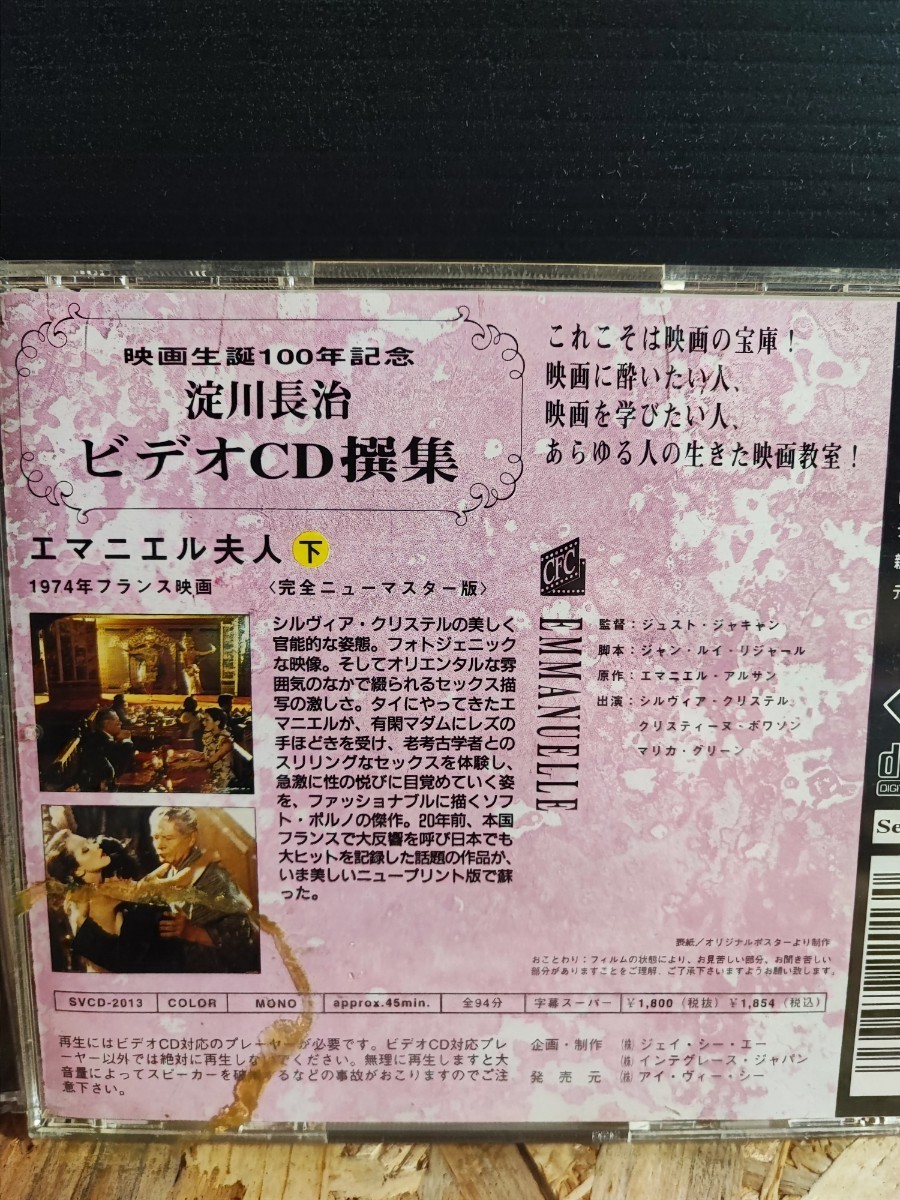 映画生誕100年記念
淀川長治
ビデオCD撰集
これこそは映画の宝庫！
映画に酔いたい人、
映画を学びたい人、
あらゆる人の生きた映画教室！
エマニエル夫人 下
1974年フランス映画 〈完全ニューマスター版〉
シルヴィア・クリステルの美しく
官能的な姿態。フォトジェニック
な映像。そしてオリエンタルな雰
囲気のなかで綴られるセックス描
写の激しさ。タイにやってきたエ
マニエルが、有閑マダムにレズの
手ほどきを受け、老考古学者との
スリリングなセックスを体験し、
急激に性の悦びに目覚めていく姿
を、ファッショナブルに描くソフ
ト・ポルノの傑作。20年前、本国
フランスで大反響を呼び日本でも
大ヒットを記録した話題の作品が、
いま美しいニュープリント版で蘇
った。
CFC
EMMANUELLE
監督：ジュスト・ジャキャン
脚本：ジャン・ルイ・リジャール
原作：エマニエル・アルサン
出演：シルヴィア・クリステル
クリスティーヌ・ボワソン
マリカ・グリーン
表紙／オリジナルポスターより制作
おことわり：フィルムの状態により、お見苦しい部分、お聞き苦しい
部分がありますことをご理解、ご了承下さいますようお願い致します。
SVCD-2013 COLOR MONO approx.45min. 全94分 字幕スーパー ¥1,800（税抜）¥1,854（税込）
再生にはビデオCD対応のプレーヤーが必要です。ビデオCD対応プレ
ーヤー以外では絶対に再生しないでください。無理に再生しますと大
音量によってスピーカーを破壊するなどの事故がおこりますのでご注
意下さい。
企画・制作 ㈱ ジェイ・シー・エー
㈱ インテグレース・ジャパン
発売元 ㈱ アイ・ヴィー・シー
DIGI
Se